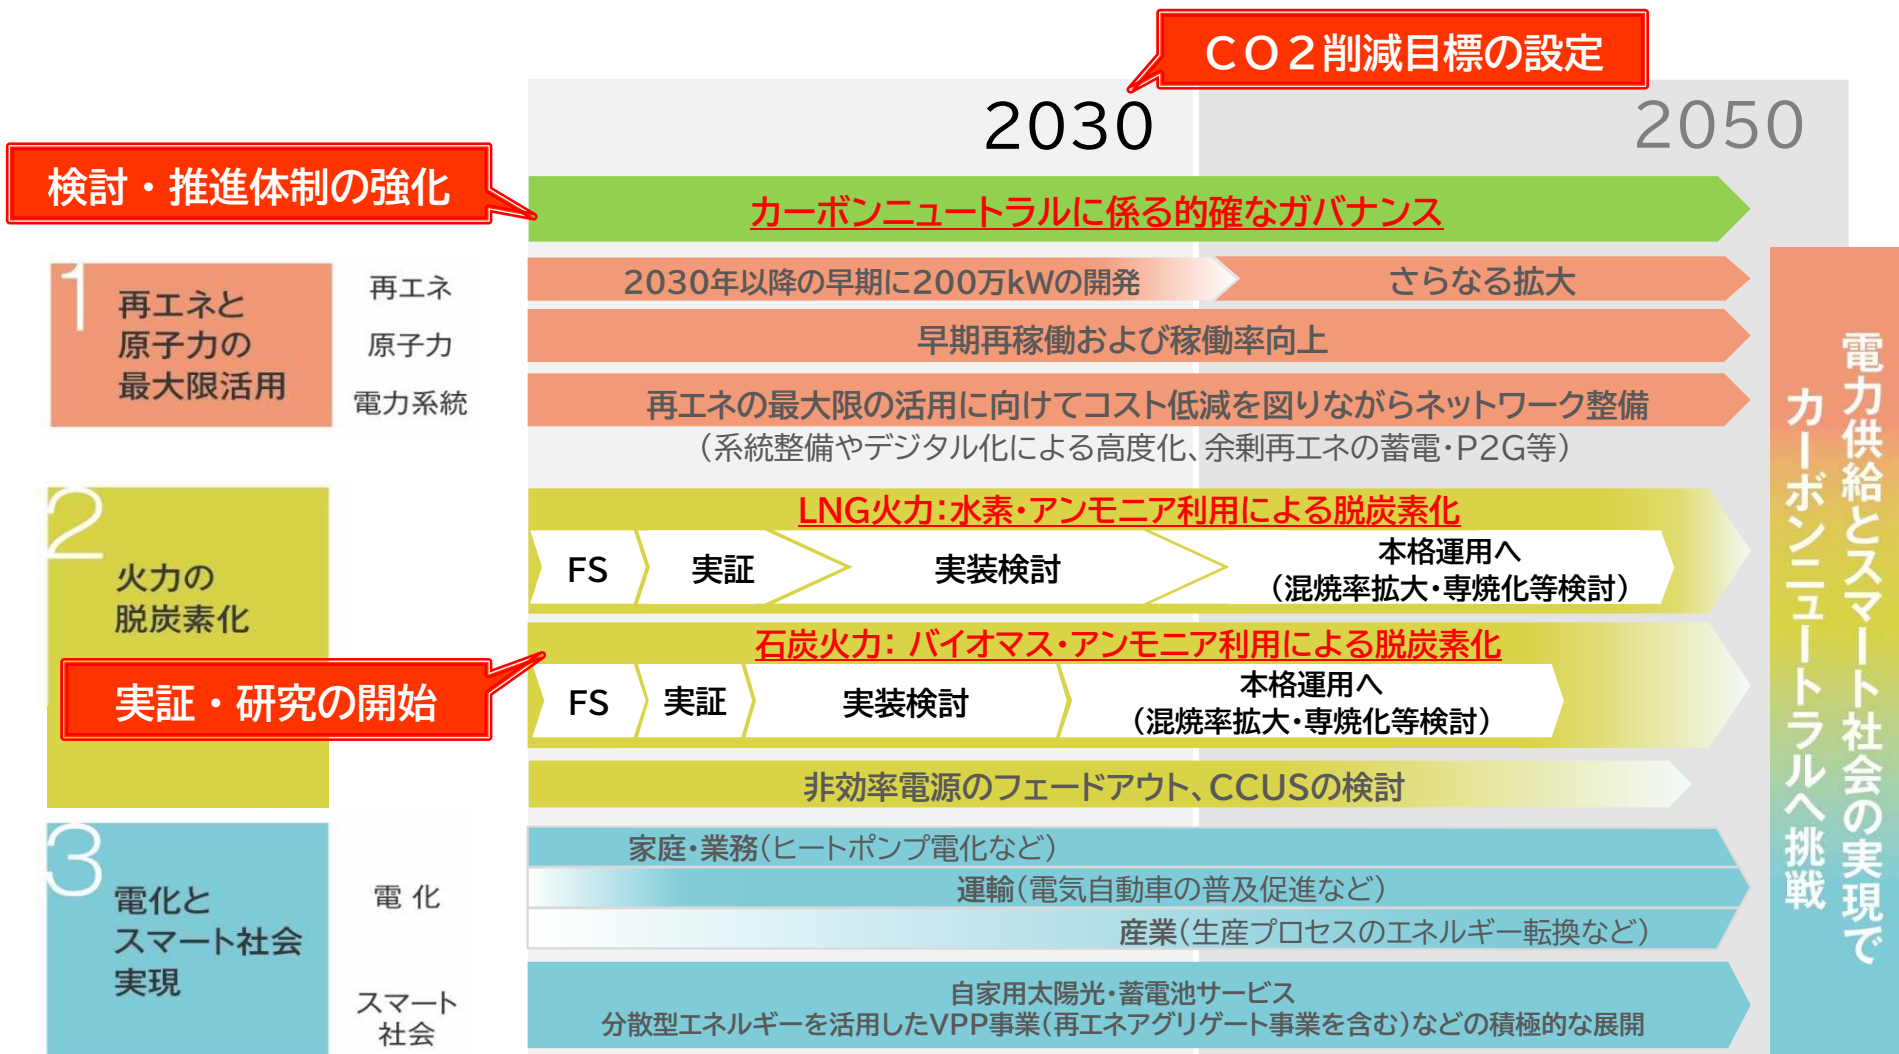 CO2削減目標の設定
2030
2050
検討・推進体制の強化
カーボンニュートラルに係る的確なガバナンス
1
再エネと
原子力の
最大限活用
再エネ
2030年以降の早期に200万kWの開発
さらなる拡大
原子力
早期再稼働および稼働率向上
電力系統
再エネの最大限の活用に向けてコスト低減を図りながらネットワーク整備
（系統整備やデジタル化による高度化、余剰再エネの蓄電・P2G等）
2
火力の
脱炭素化
LNG火力：水素・アンモニア利用による脱炭素化
FS
実証
実装検討
本格運用へ
（混焼率拡大・専焼化等検討）
石炭火力： バイオマス・アンモニア利用による脱炭素化
実証・研究の開始
FS
実証
実装検討
本格運用へ
（混焼率拡大・専焼化等検討）
非効率電源のフェードアウト、CCUSの検討
3
電化と
スマート社会
実現
電 化
家庭・業務（ヒートポンプ電化など）
運輸（電気自動車の普及促進など）
産業（生産プロセスのエネルギー転換など）
スマート
社会
自家用太陽光・蓄電池サービス
分散型エネルギーを活用したVPP事業（再エネアグリゲート事業を含む）などの積極的な展開
電力供給とスマート社会の実現で
カーボンニュートラルへ挑戦